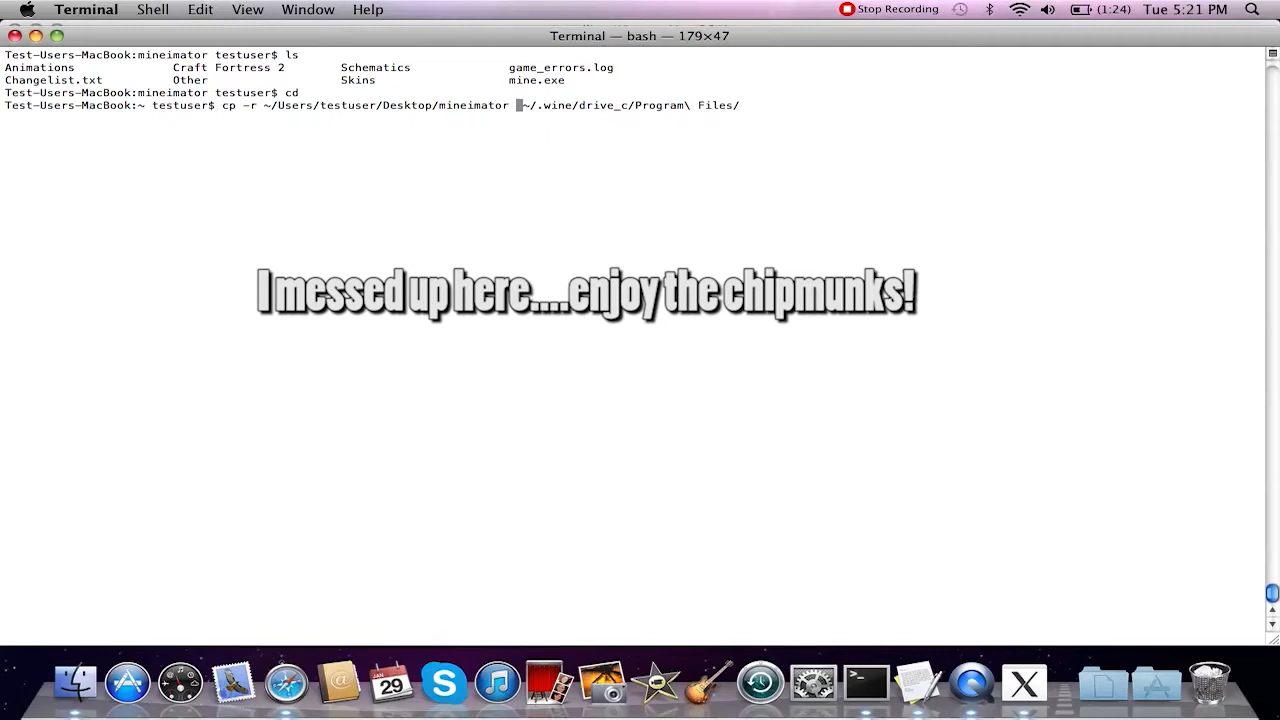 Terminal Shell Edit View Window Help Stop Recording (1:24) Tue 5:21 PM
Terminal — bash — 179×47
Test-Users-MacBook:mineimator testuser$ ls
Animations Craft Fortress 2 Schematics game_errors.log
Changelist.txt Other Skins mine.exe
Test-Users-MacBook:mineimator testuser$ cd
Test-Users-MacBook:~ testuser$ cp -r ~/Users/testuser/Desktop/mineimator ~/.wine/drive_c/Program\ Files/
I messed up here....enjoy the chipmunks!
29